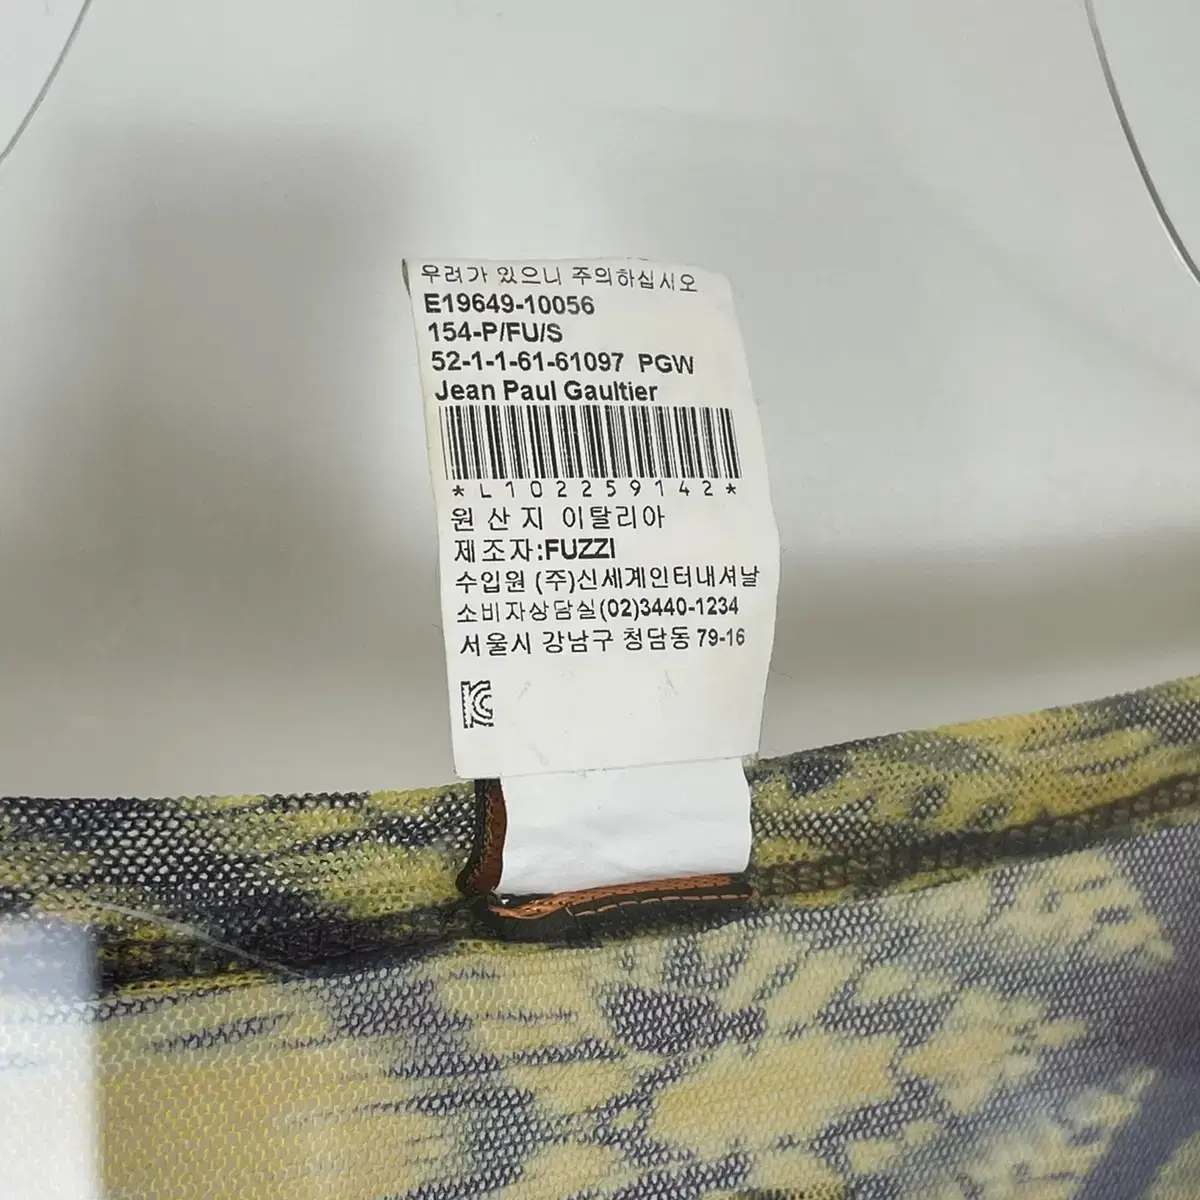 우려가 있으니 주의하십시오
E19649-10056
154-P/FU/S
52-1-1-61-61097 PGW
Jean Paul Gaultier
*L102259142*
원산지 이탈리아
제조자:FUZZI
수입원 (주)신세계인터내셔날
소비자상담실(02)3440-1234
서울시 강남구 청담동 79-16